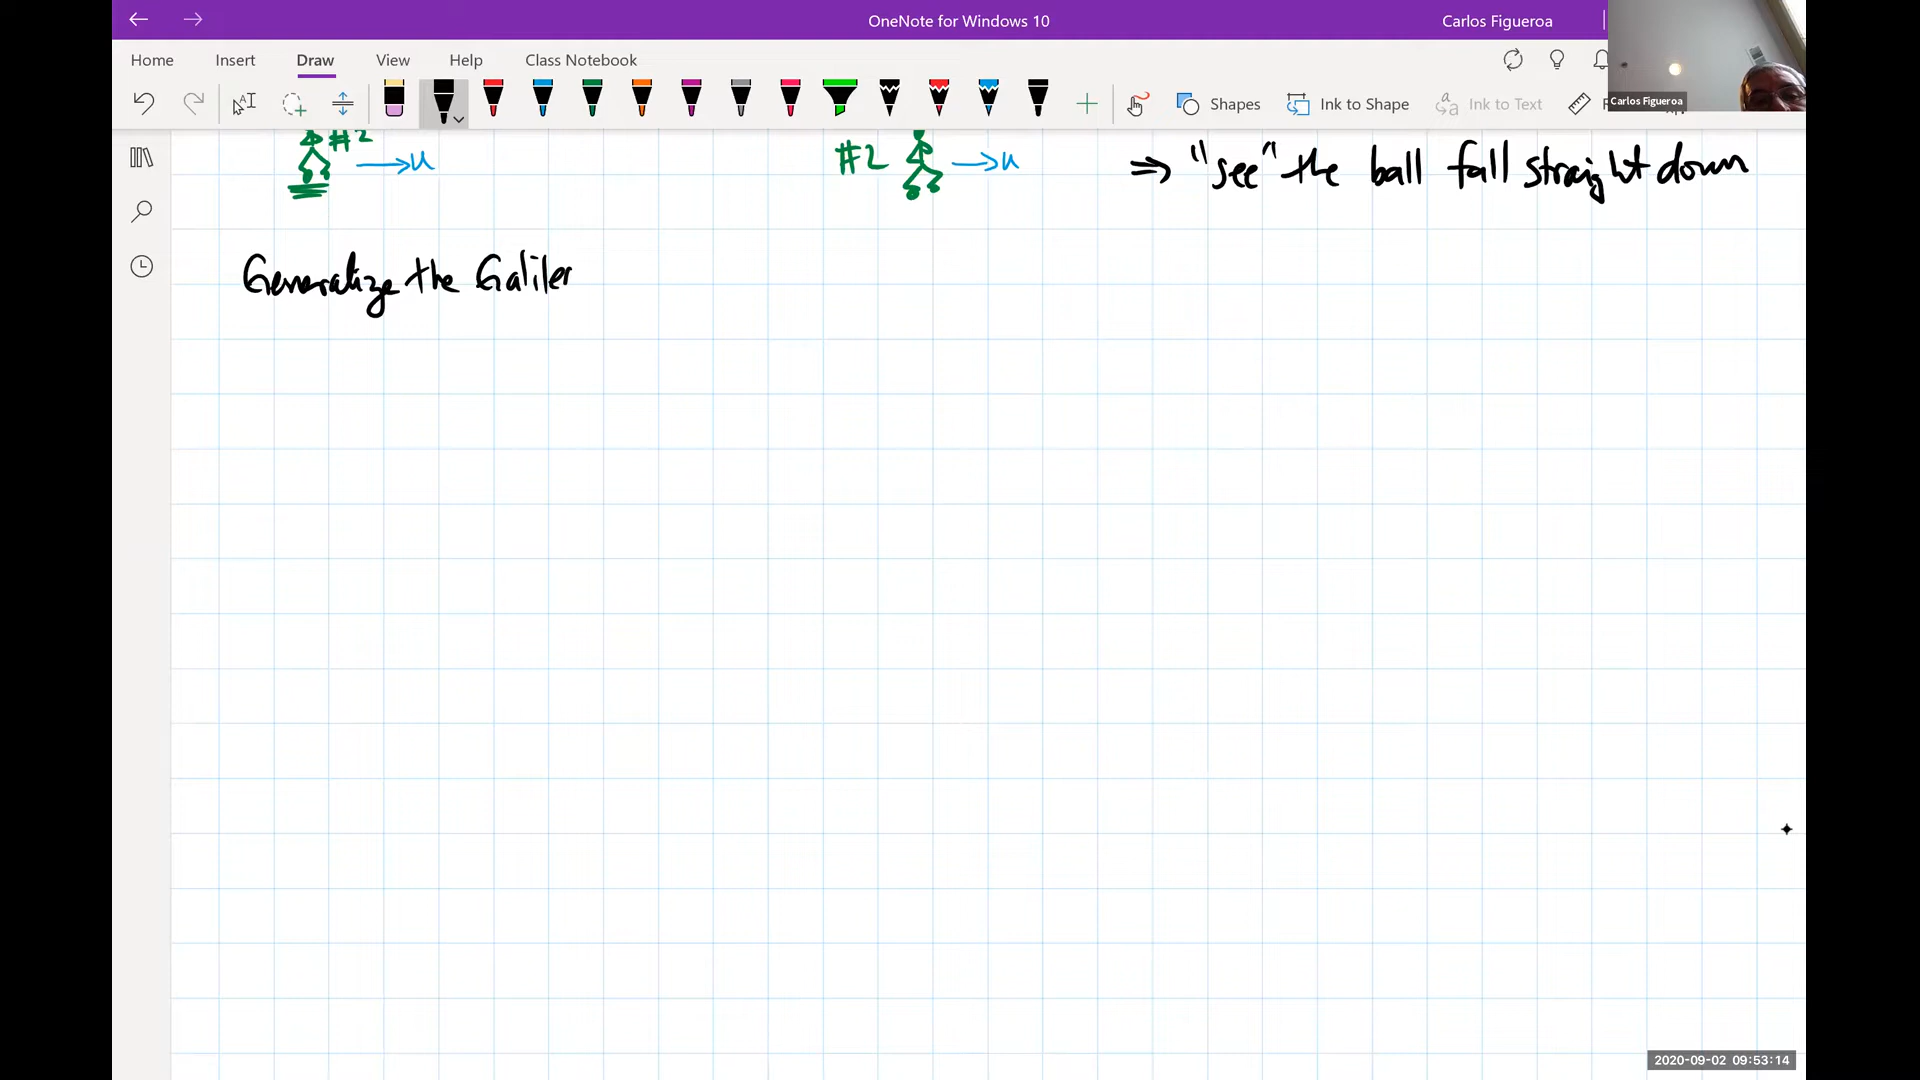 OneNote for Windows 10
Carlos Figueroa
Home Insert Draw View Help Class Notebook
Shapes Ink to Shape Ink to Text
Carlos Figueroa
#2 → u #2 → u ⇒ "see" the ball fall straight down
Generalize the Galile
2020-09-02 09:53:14